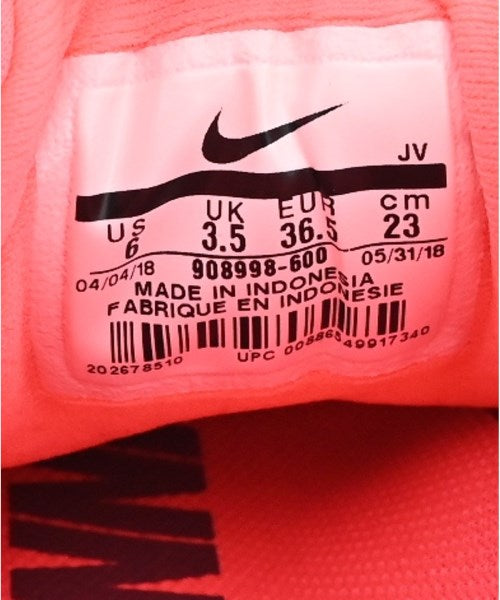 JV
US UK EUR cm
6 3.5 36.5 23
04/04/18 908998-600 05/31/18
MADE IN INDONESIA
FABRIQUE EN INDONESIE
202678510 UPC 00886549917340